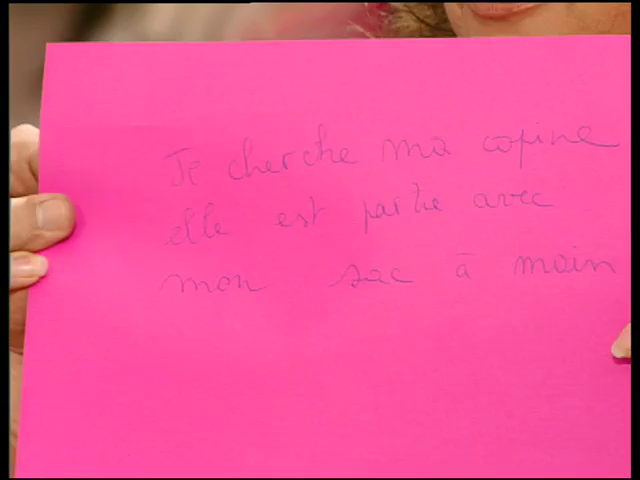 Je cherche ma copine
elle est partie avec
mon sac à main